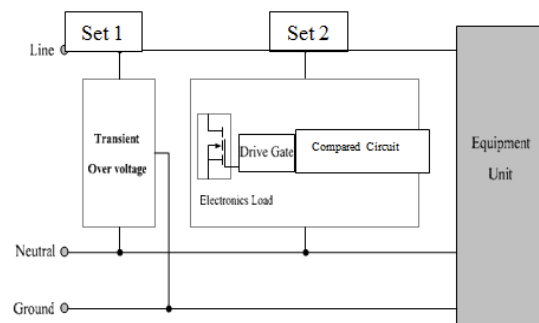 Set 1
Set 2
Line
Transient
Over voltage
Drive Gate
Compared Circuit
Electronics Load
Equipment
Unit
Neutral
Ground